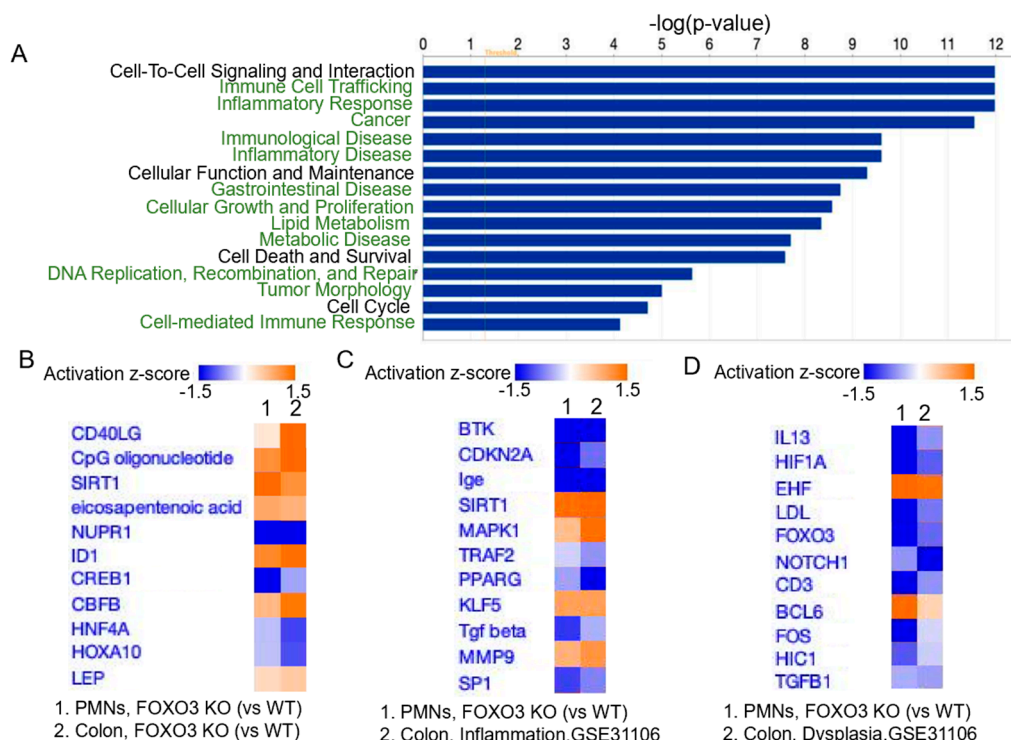 A
-log(p-value)
0 1 2 3 4 5 6 7 8 9 10 11 12
Threshold
Cell-To-Cell Signaling and Interaction
Immune Cell Trafficking
Inflammatory Response
Cancer
Immunological Disease
Inflammatory Disease
Cellular Function and Maintenance
Gastrointestinal Disease
Cellular Growth and Proliferation
Lipid Metabolism
Metabolic Disease
Cell Death and Survival
DNA Replication, Recombination, and Repair
Tumor Morphology
Cell Cycle
Cell-mediated Immune Response
B
Activation z-score
-1.5 1.5
1 2
CD40LG
CpG oligonucleotide
SIRT1
eicosapentenoic acid
NUPR1
ID1
CREB1
CBFB
HNF4A
HOXA10
LEP
1. PMNs, FOXO3 KO (vs WT)
2. Colon, FOXO3 KO (vs WT)
C
Activation z-score
-1.5 1.5
1 2
BTK
CDKN2A
Ige
SIRT1
MAPK1
TRAF2
PPARG
KLF5
Tgf beta
MMP9
SP1
1. PMNs, FOXO3 KO (vs WT)
2. Colon, Inflammation,GSE31106
D
Activation z-score
-1.5 1.5
1 2
IL13
HIF1A
EHF
LDL
FOXO3
NOTCH1
CD3
BCL6
FOS
HIC1
TGFB1
1. PMNs, FOXO3 KO (vs WT)
2. Colon, Dysplasia,GSE31106